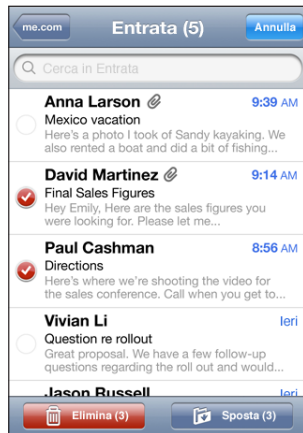 me.com
Entrata (5)
Annulla
Cerca in Entrata
Anna Larson
9:39 AM
Mexico vacation
Here's a photo I took of Sandy kayaking. We
also rented a boat and did a bit of fishing...
David Martinez
9:14 AM
Final Sales Figures
Hey Emily, Here are the sales figures you
were looking for. Please let me...
Paul Cashman
8:56 AM
Directions
Here's where we're shooting the video for
the sales conference. Call when you get to...
Vivian Li
Ieri
Question re rollout
Great proposal. We have a few follow-up
questions regarding the roll out and would...
Jason Russell
Ieri
Elimina (3)
Sposta (3)